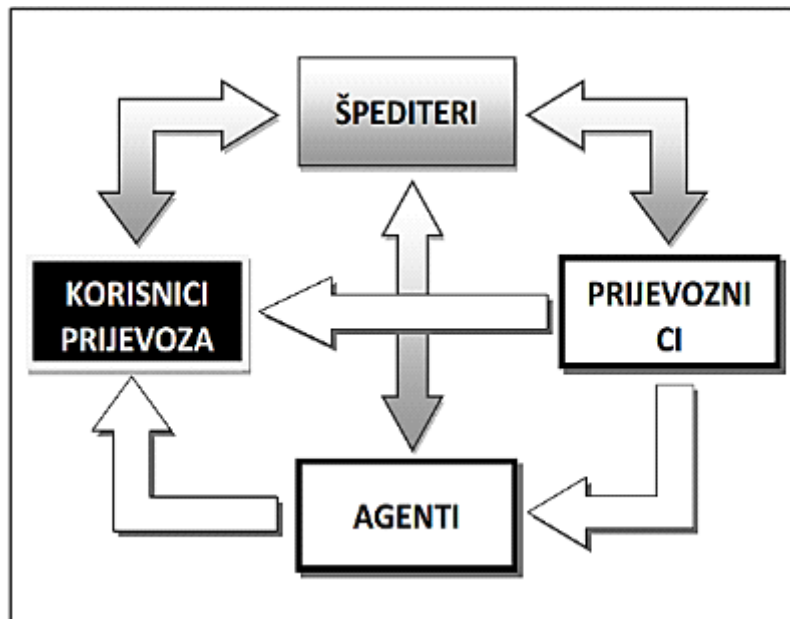 ŠPEDITERI
KORISNICI
PRIJEVOZA
PRIJEVOZNI
CI
AGENTI